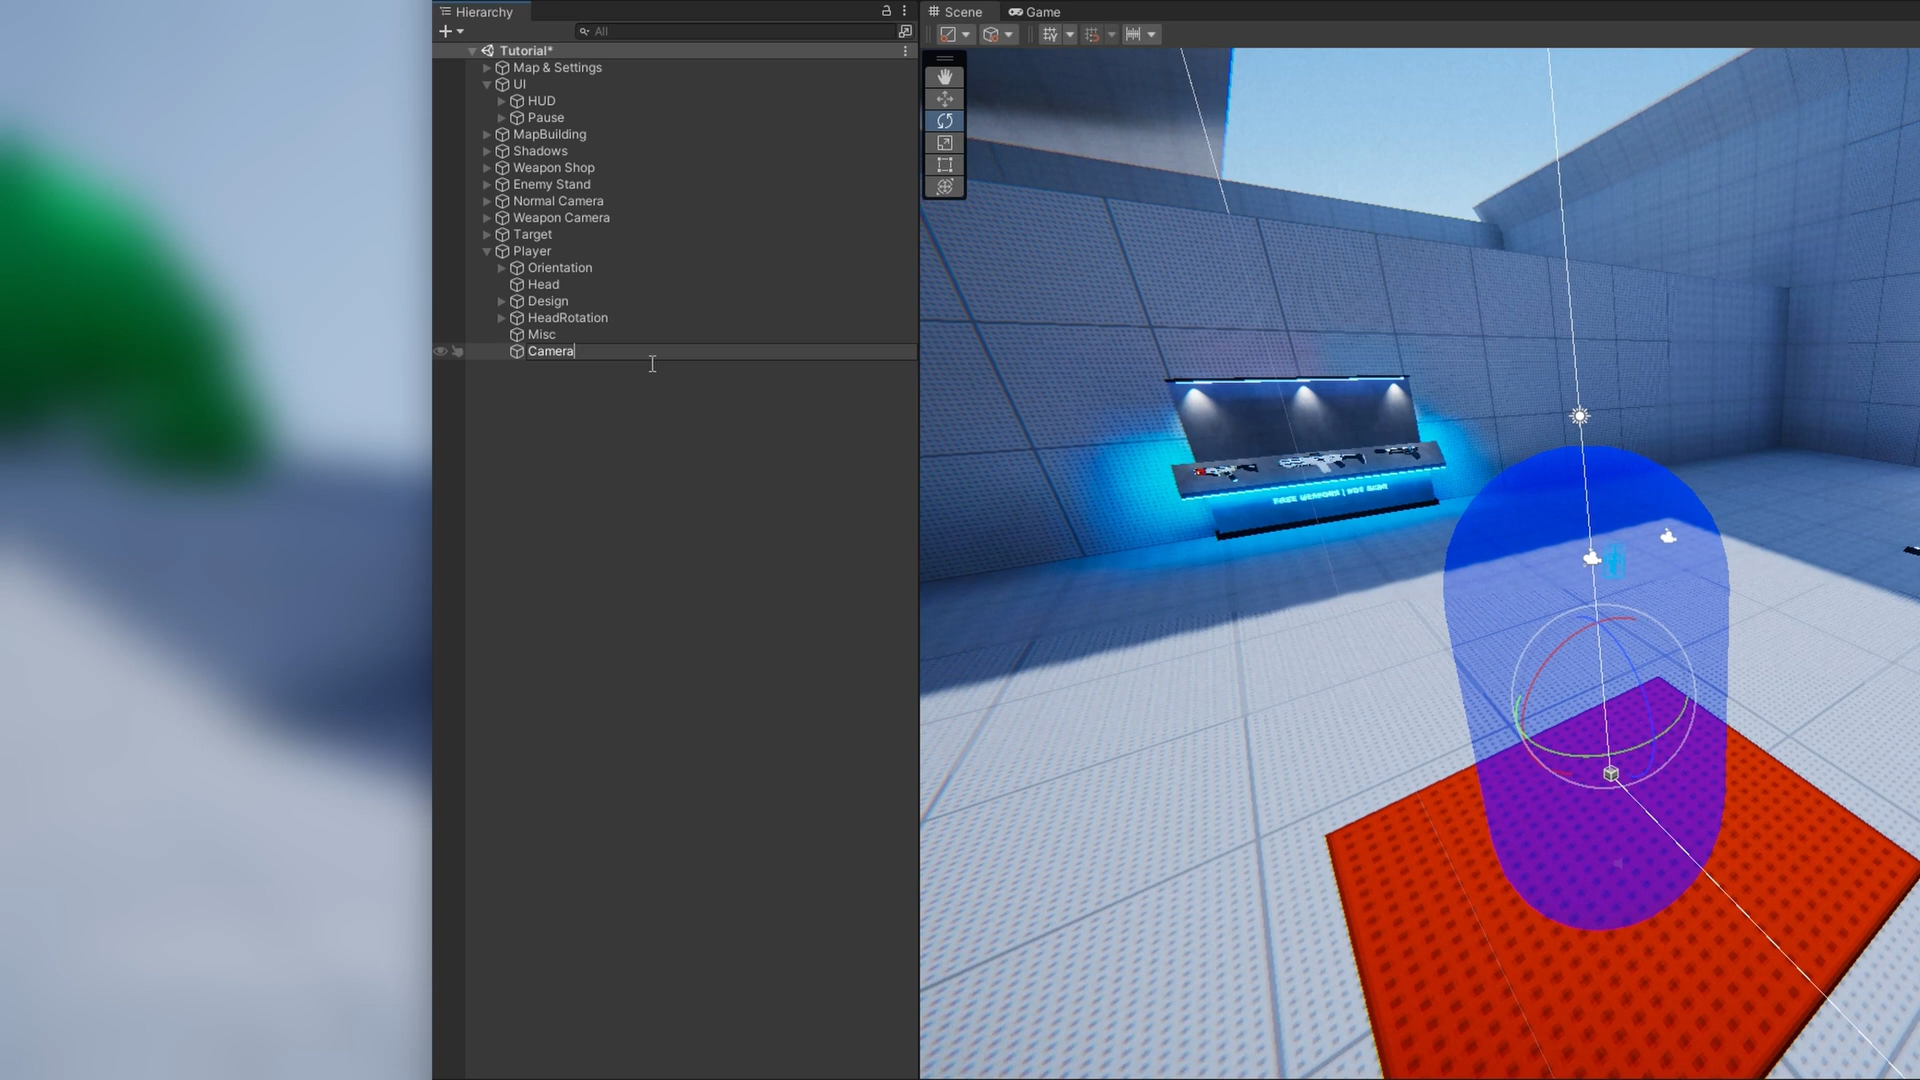 Hierarchy
All
Tutorial*
Map & Settings
UI
HUD
Pause
MapBuilding
Shadows
Weapon Shop
Enemy Stand
Normal Camera
Weapon Camera
Target
Player
Orientation
Head
Design
HeadRotation
Misc
Camera
Scene
Game